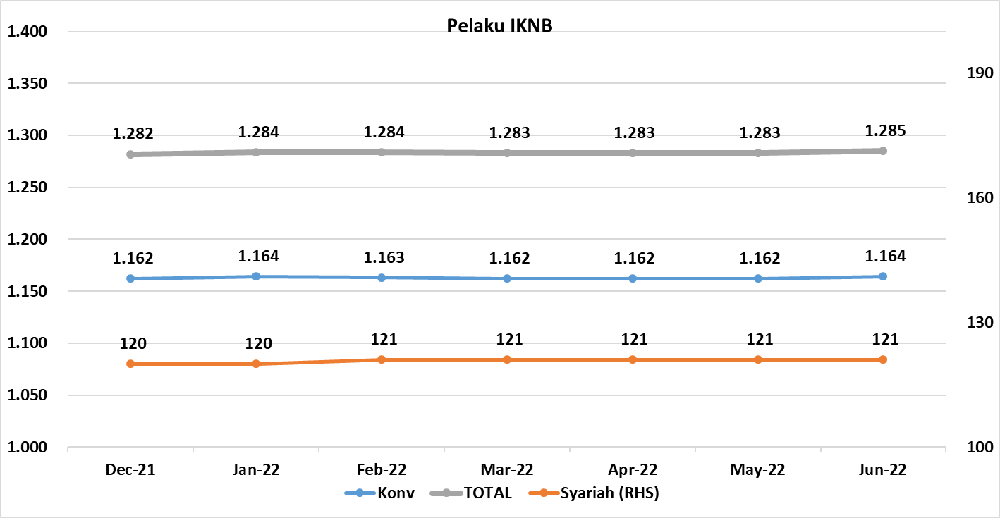 Pelaku IKNB
1.400
1.350
190
1.300
1.282 1.284 1.284 1.283 1.283 1.283 1.285
1.250
160
1.200
1.162 1.164 1.163 1.162 1.162 1.162 1.164
1.150
130
1.100
120 120 121 121 121 121 121
1.050
1.000
100
Dec-21 Jan-22 Feb-22 Mar-22 Apr-22 May-22 Jun-22
Konv TOTAL Syariah (RHS)